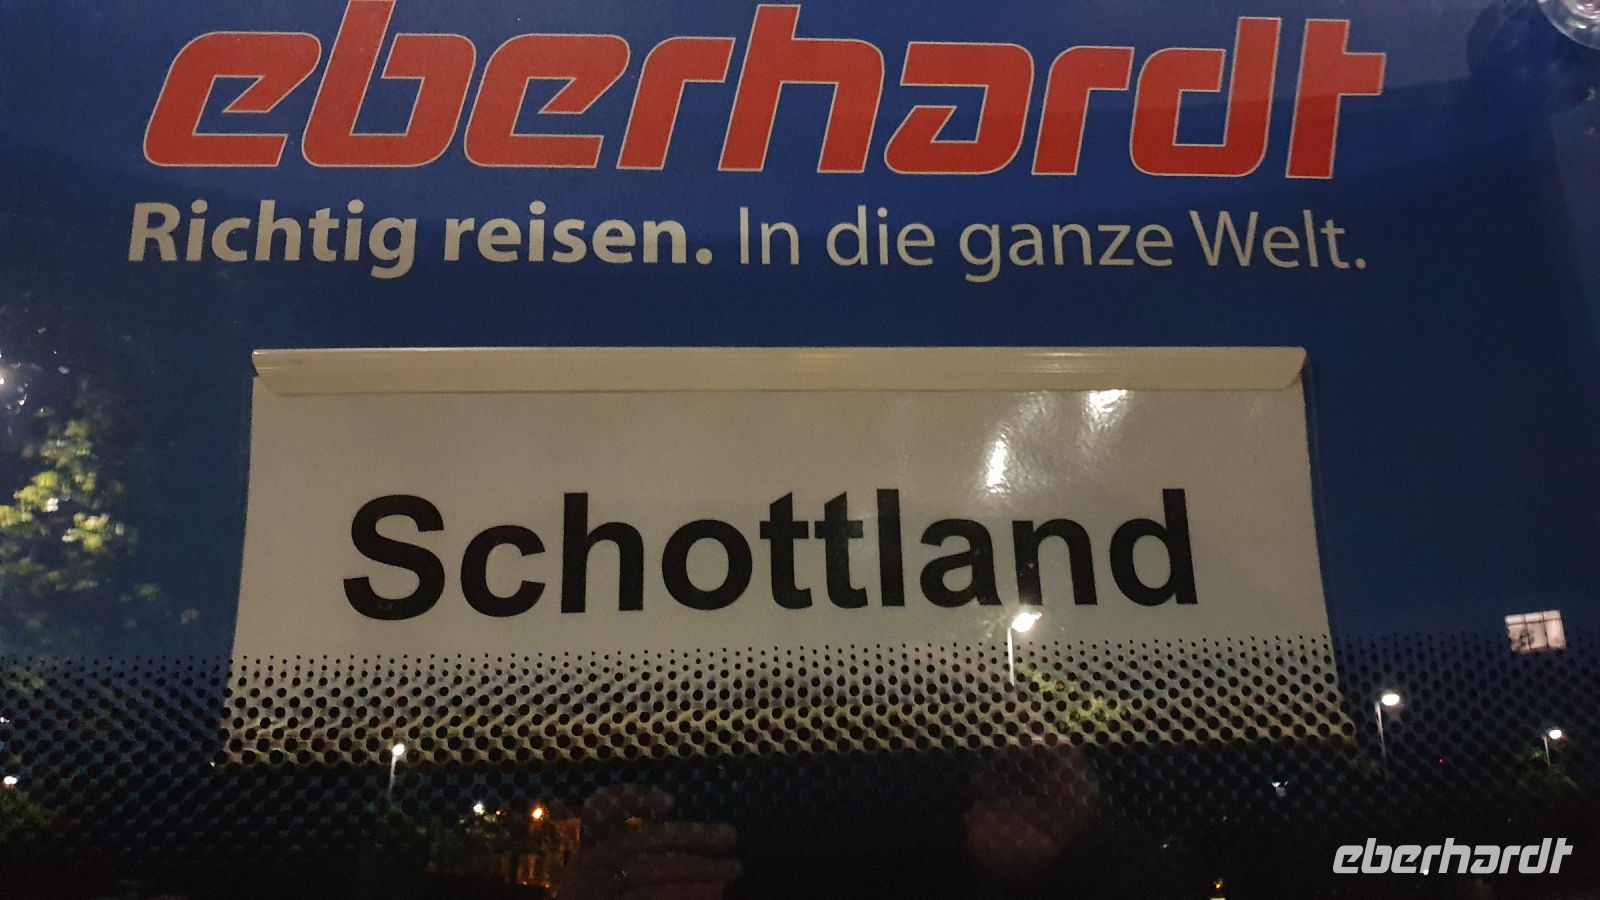 eberhardt
Richtig reisen. In die ganze Welt.
Schottland
eberhardt